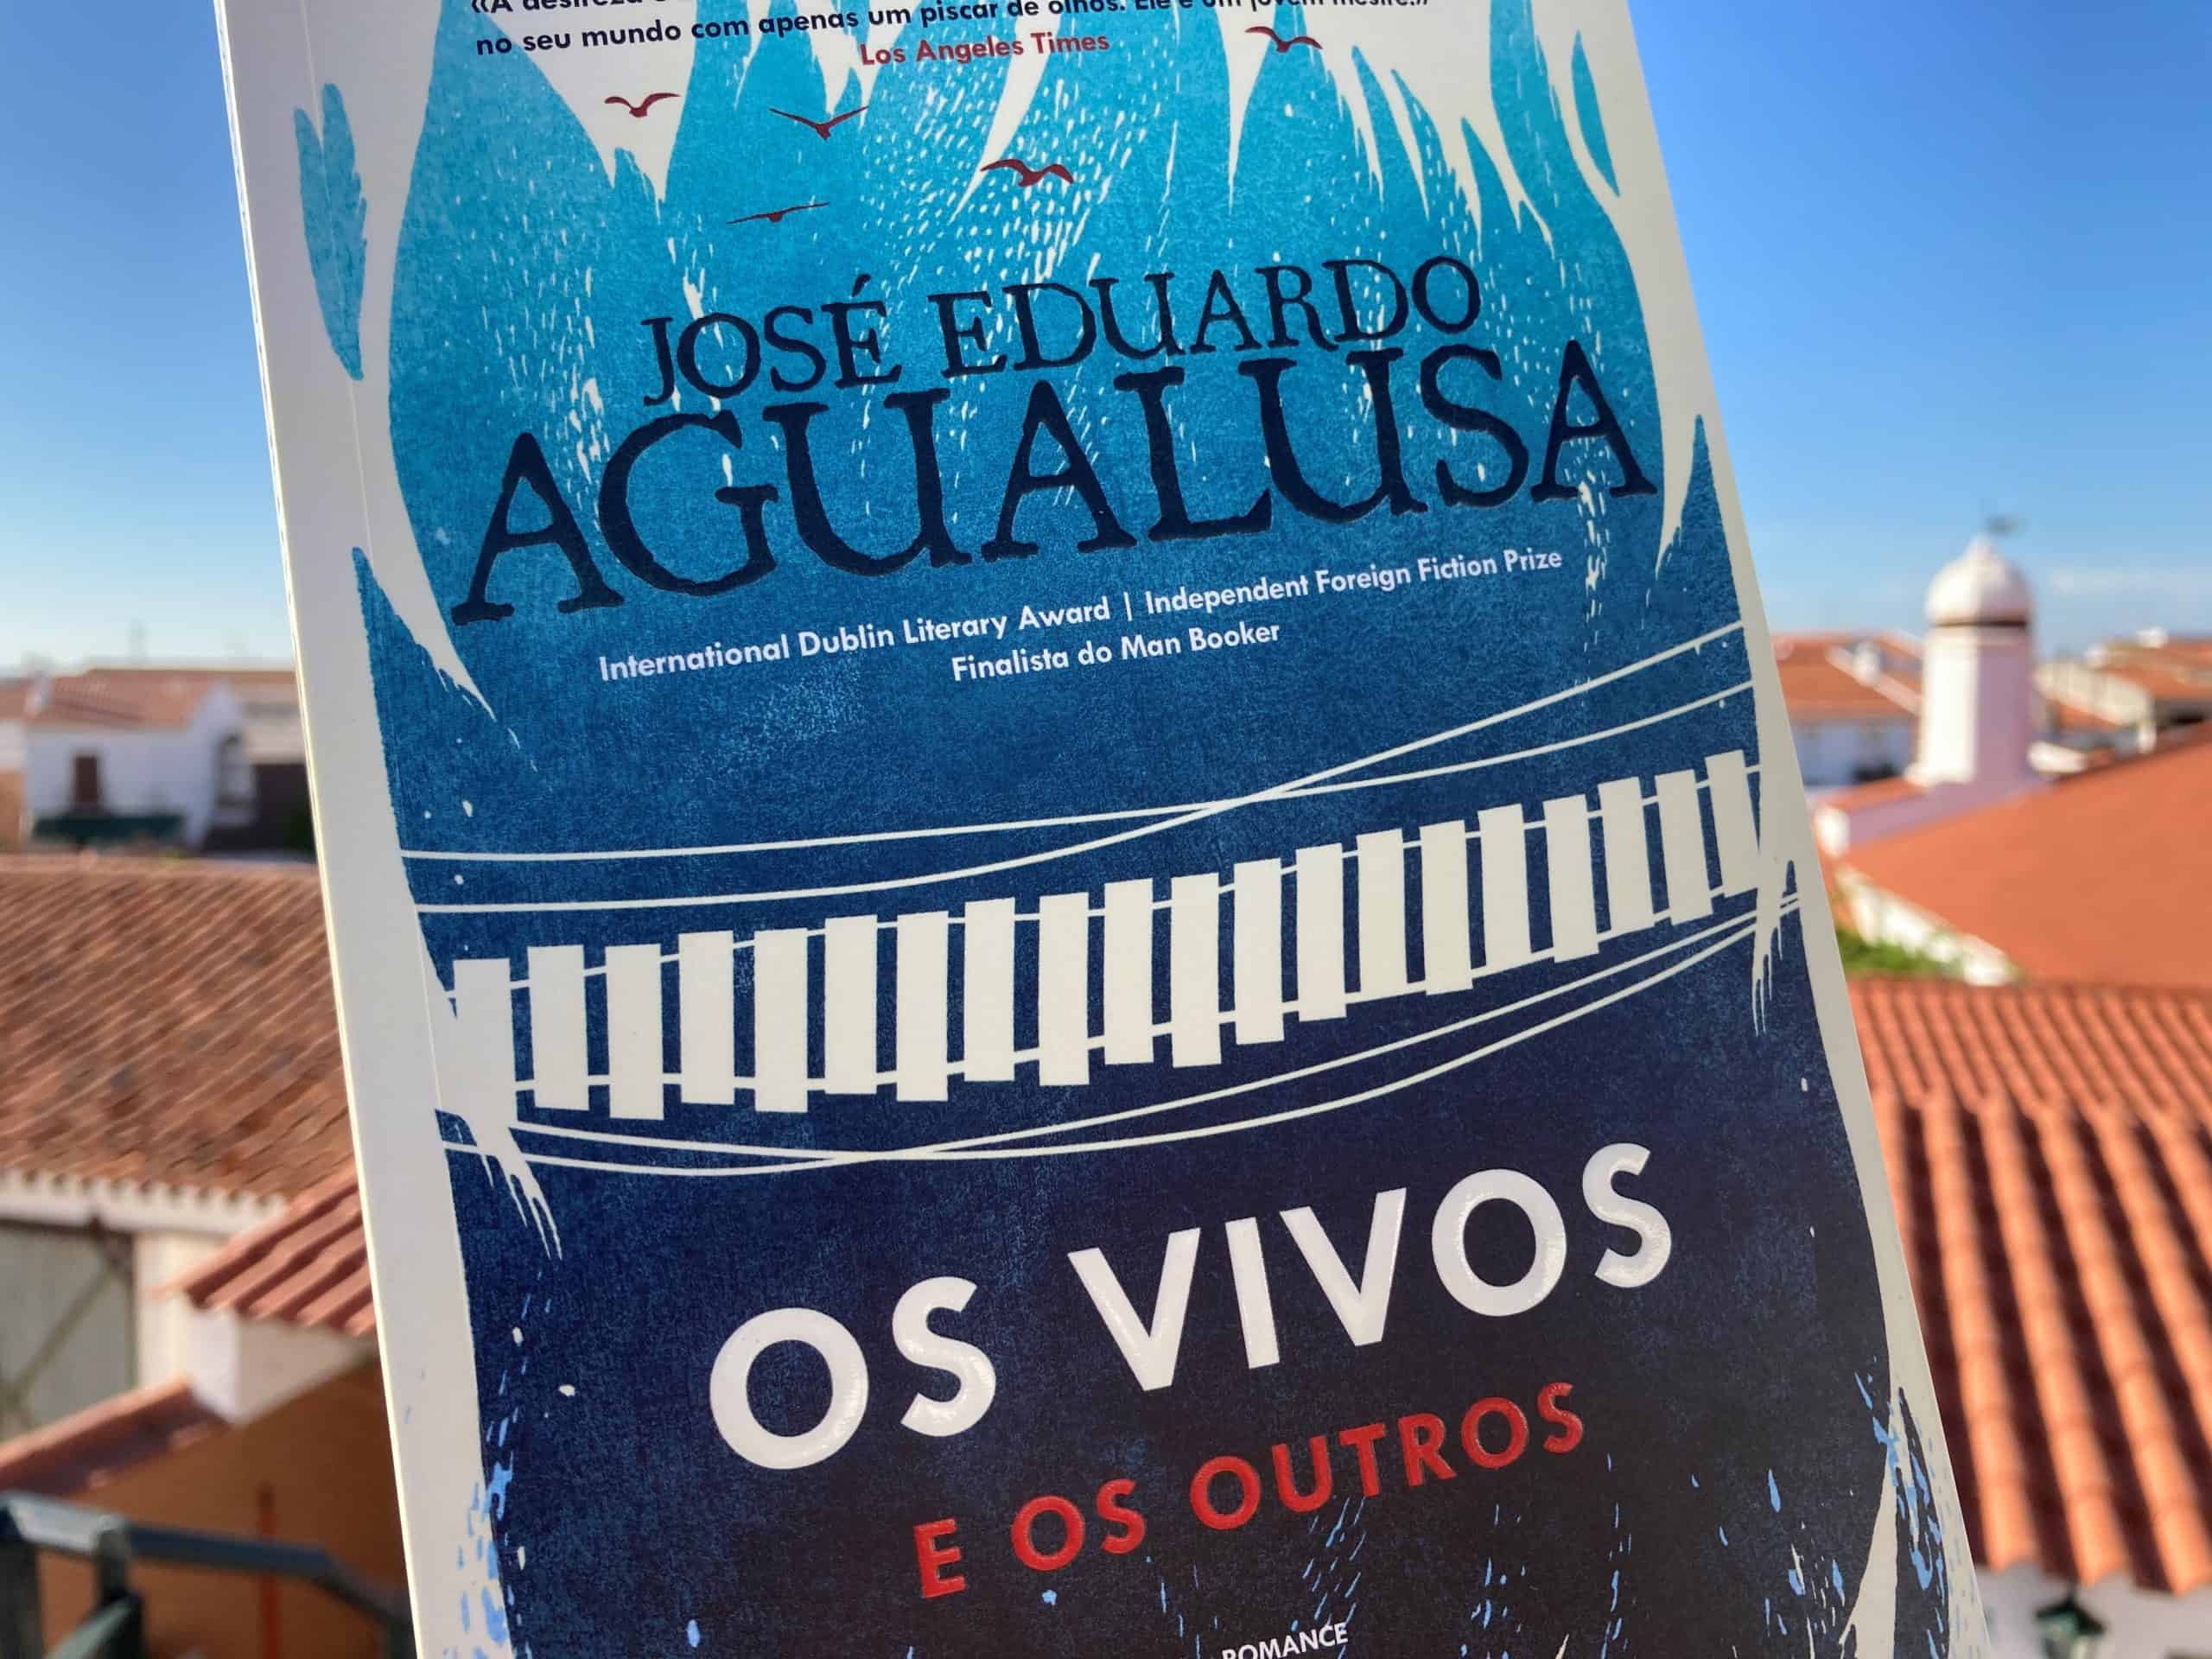 «A destreza
no seu mundo com apenas um piscar de olhos. Ele é um jovem mestre.»
Los Angeles Times
JOSÉ EDUARDO
AGUALUSA
International Dublin Literary Award | Independent Foreign Fiction Prize
Finalista do Man Booker
OS VIVOS
E OS OUTROS
ROMANCE